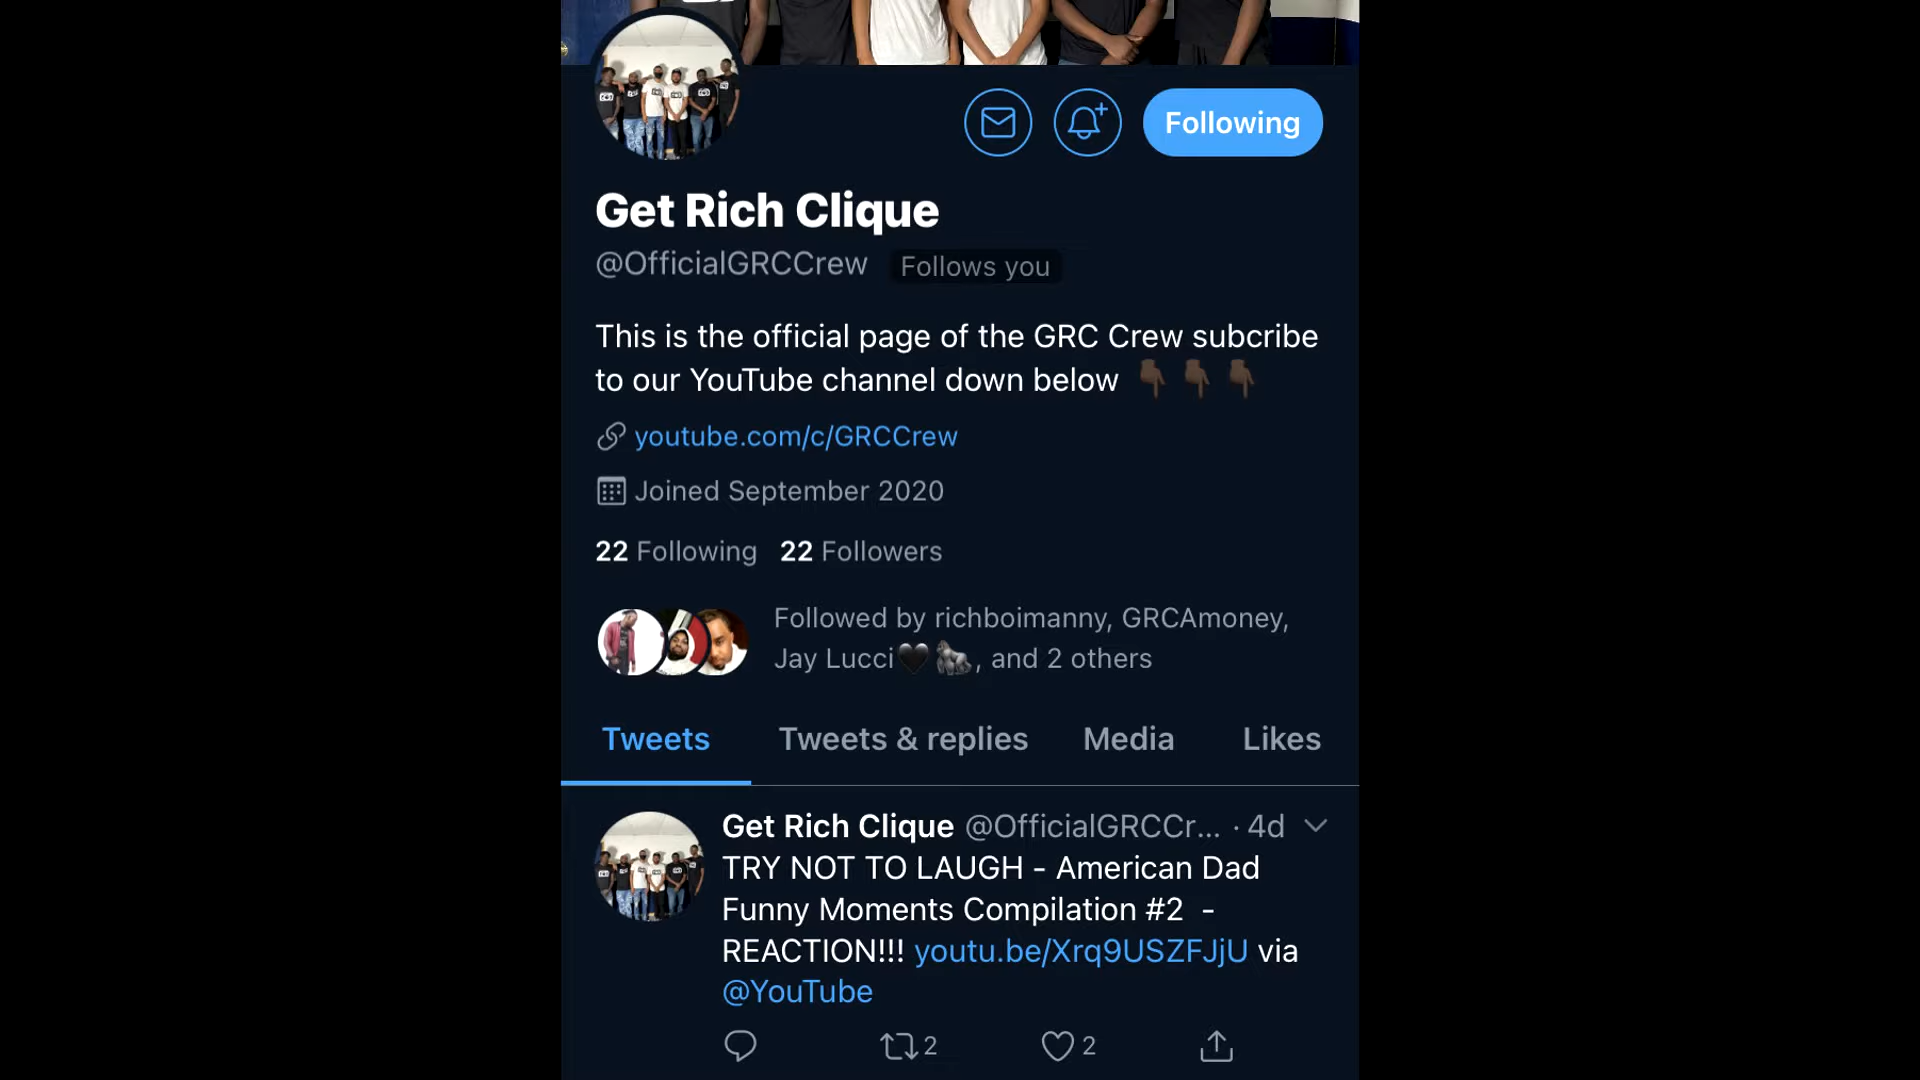 Following
Get Rich Clique
@OfficialGRCCrew Follows you
This is the official page of the GRC Crew subcribe
to our YouTube channel down below 👇🏿👇🏿👇🏿
youtube.com/c/GRCCrew
Joined September 2020
22 Following 22 Followers
Followed by richboimanny, GRCAmoney,
Jay Lucci🖤🦍, and 2 others
Tweets Tweets & replies Media Likes
Get Rich Clique @OfficialGRCCr... · 4d
TRY NOT TO LAUGH - American Dad
Funny Moments Compilation #2 -
REACTION!!! youtu.be/Xrq9USZFJjU via
@YouTube
2 2